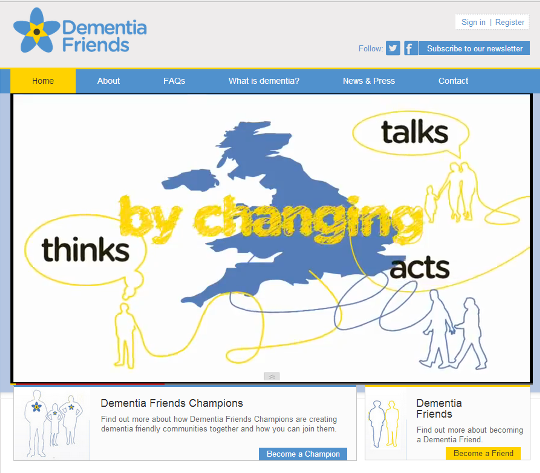 Dementia
Friends
Sign in | Register
Follow: Subscribe to our newsletter
Home About FAQs What is dementia? News & Press Contact
talks
by changing
thinks
acts
Dementia Friends Champions
Find out more about how Dementia Friends Champions are creating
dementia friendly communities together and how you can join them.
Become a Champion
Dementia
Friends
Find out more about becoming
a Dementia Friend.
Become a Friend